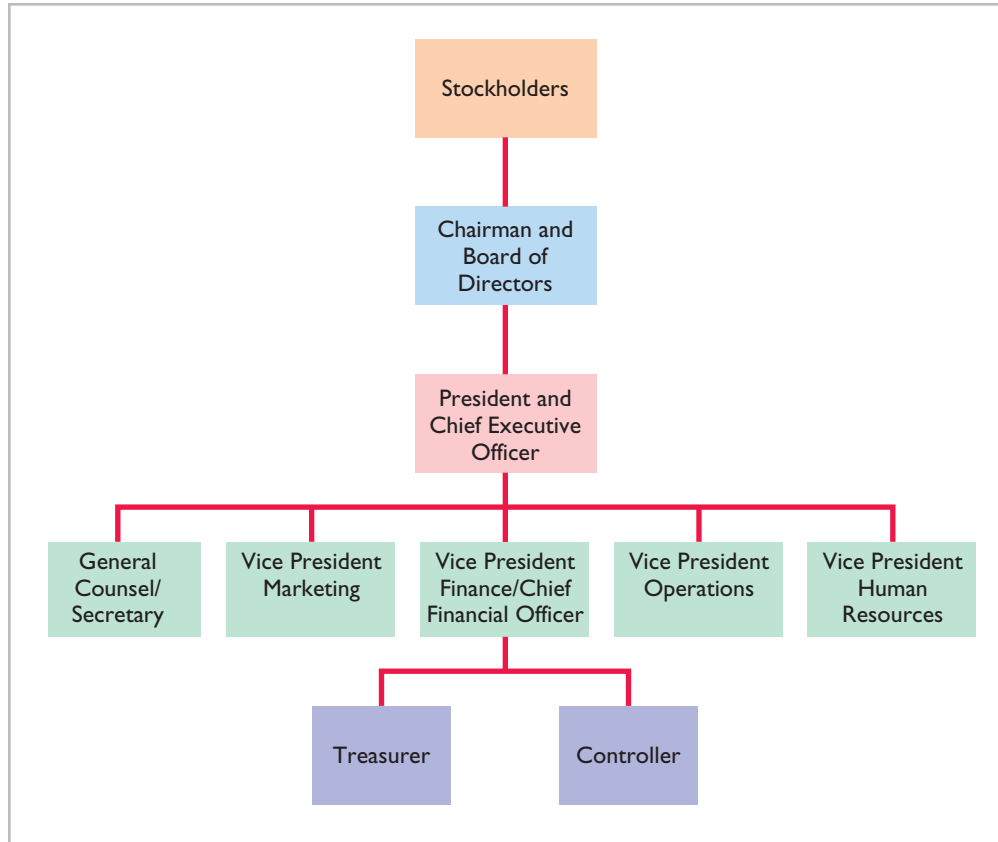 Stockholders
Chairman and
Board of
Directors
President and
Chief Executive
Officer
General
Counsel/
Secretary
Vice President
Marketing
Vice President
Finance/Chief
Financial Officer
Vice President
Operations
Vice President
Human
Resources
Treasurer
Controller